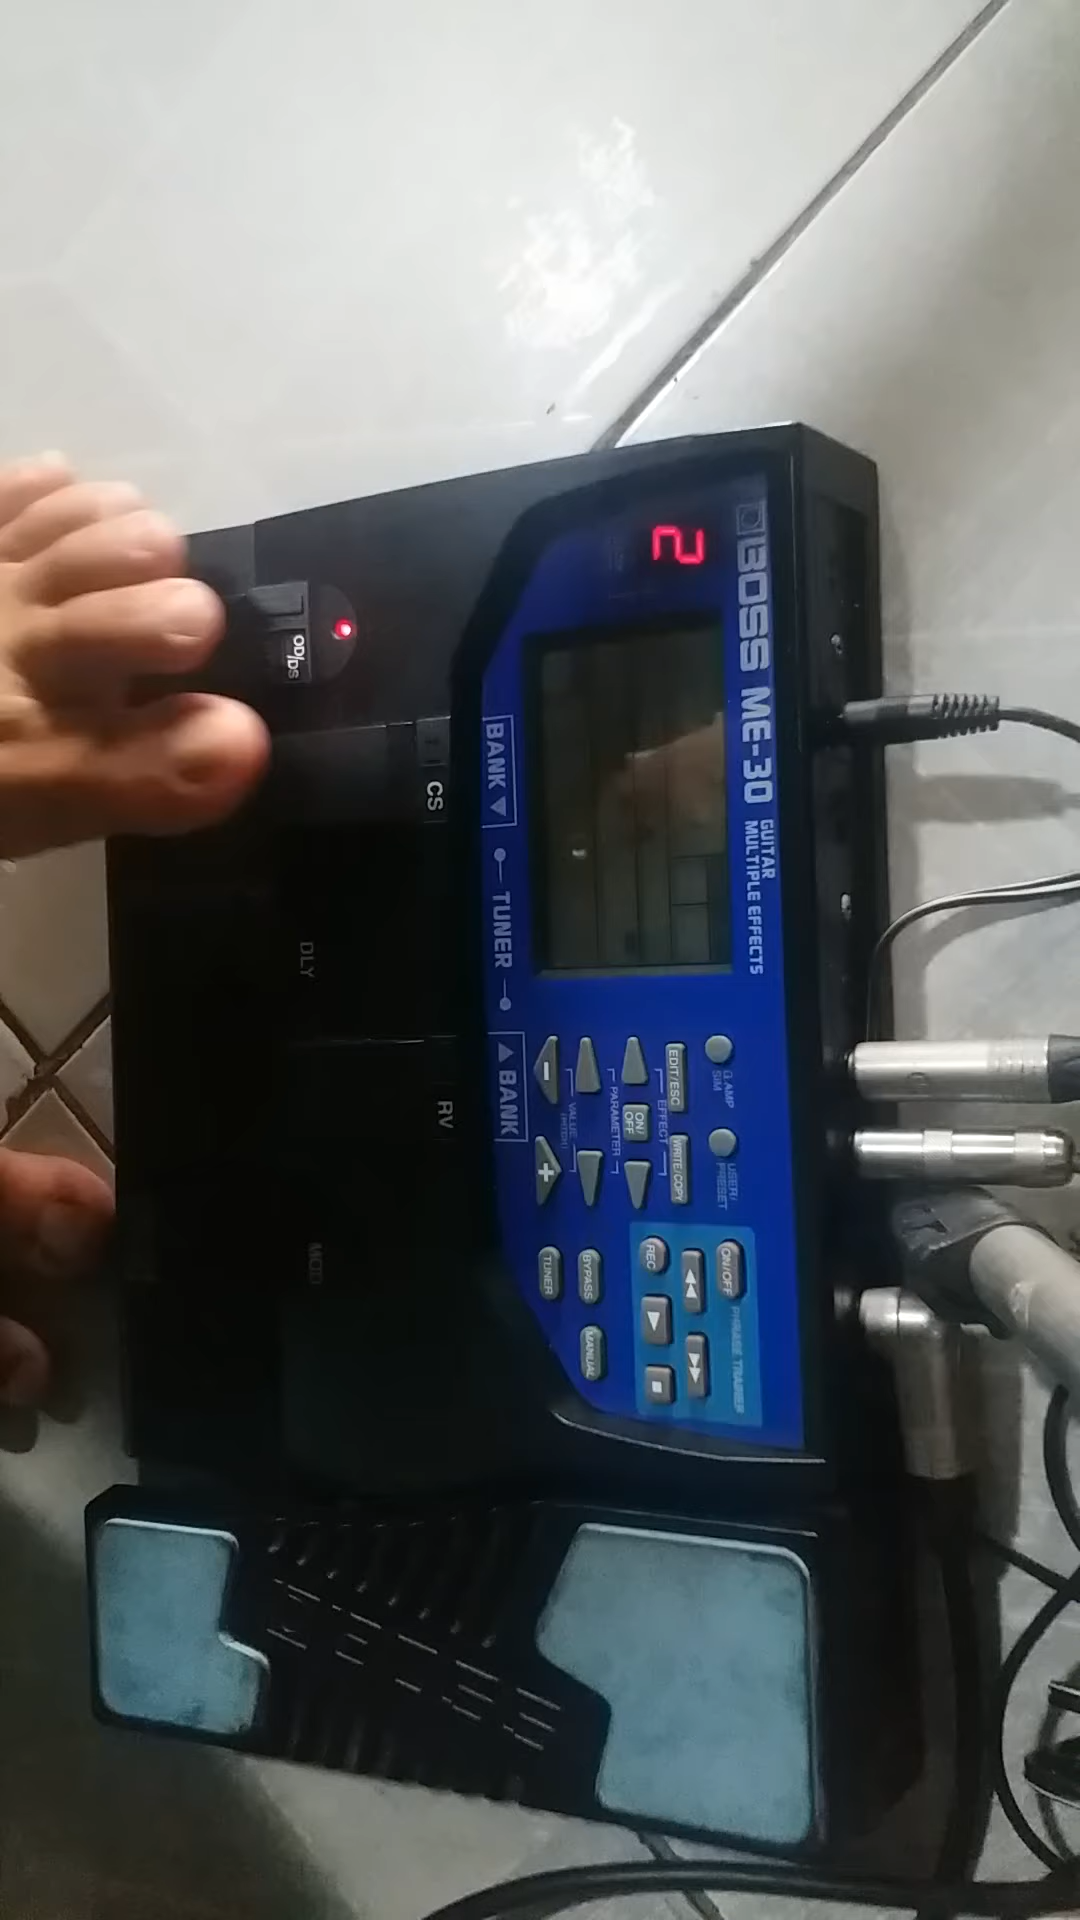 BOSS ME-30
GUITAR
MULTIPLE EFFECTS
2
G.AMP
SIM
USER/
PRESET
ON/OFF
PHRASE TRAINER
EDIT/ESC
EFFECT
WRITE/COPY
REC
ON/
OFF
PARAMETER
VALUE
BYPASS
MANUAL
-
+
TUNER
BANK ▼
TUNER
▲ BANK
CS
RV
OD/DS
DLY
MOD